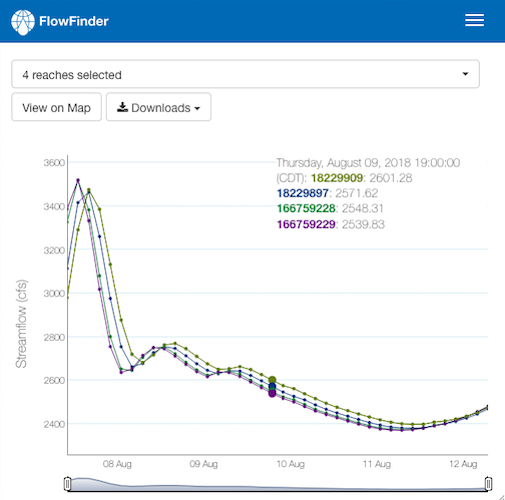 FlowFinder
4 reaches selected
View on Map
Downloads
Thursday, August 09, 2018 19:00:00
(CDT): 18229909: 2601.28
18229897: 2571.62
166759228: 2548.31
166759229: 2539.83
3600
3400
3200
3000
2800
2600
2400
Streamflow (cfs)
08 Aug
09 Aug
10 Aug
11 Aug
12 Aug